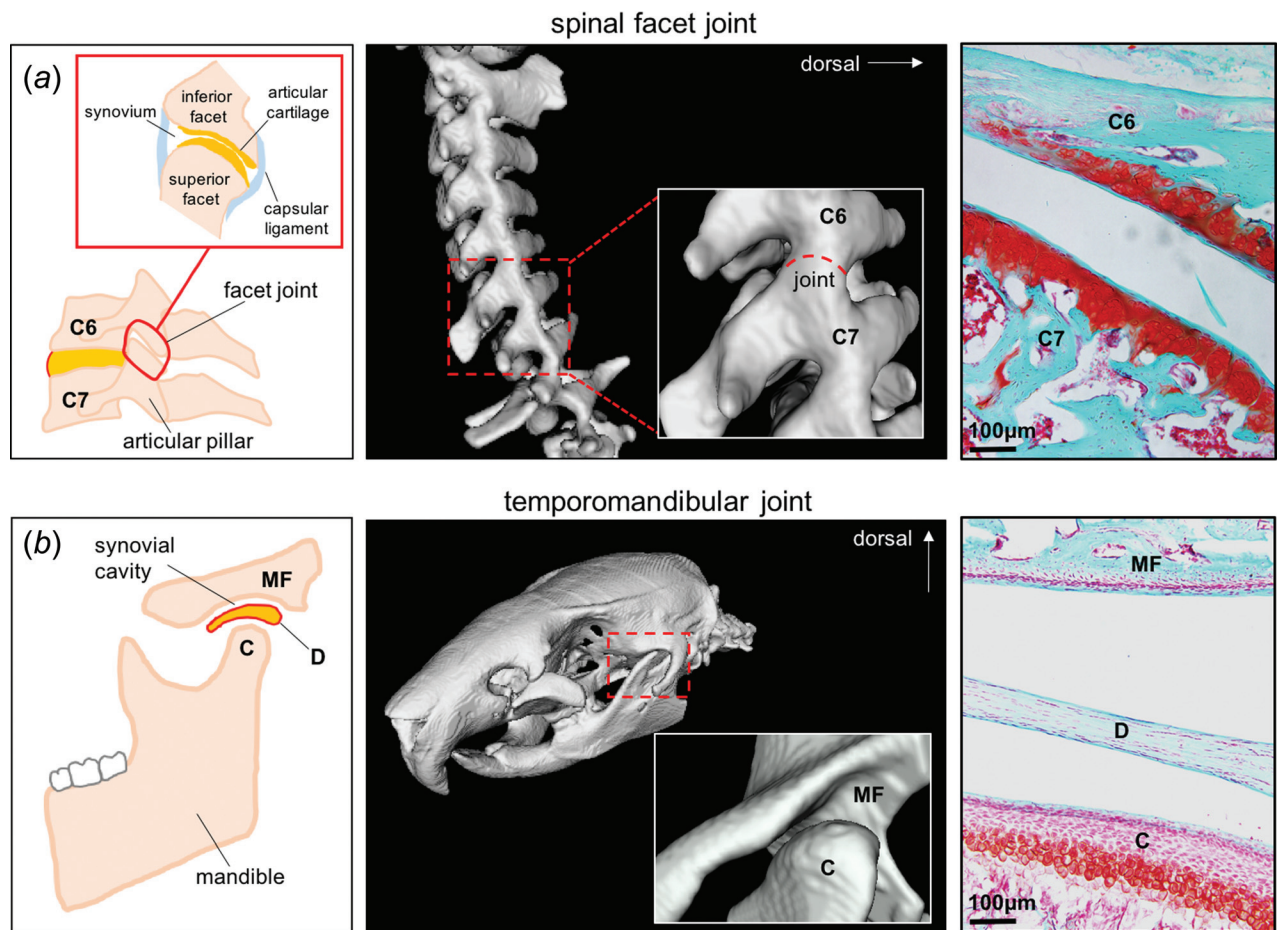 spinal facet joint
(a)
inferior
facet
articular
cartilage
synovium
superior
facet
capsular
ligament
facet joint
C6
C7
articular pillar
dorsal
C6
joint
C7
C6
C7
100µm
temporomandibular joint
(b)
synovial
cavity
MF
C
D
mandible
dorsal
MF
C
MF
D
C
100µm